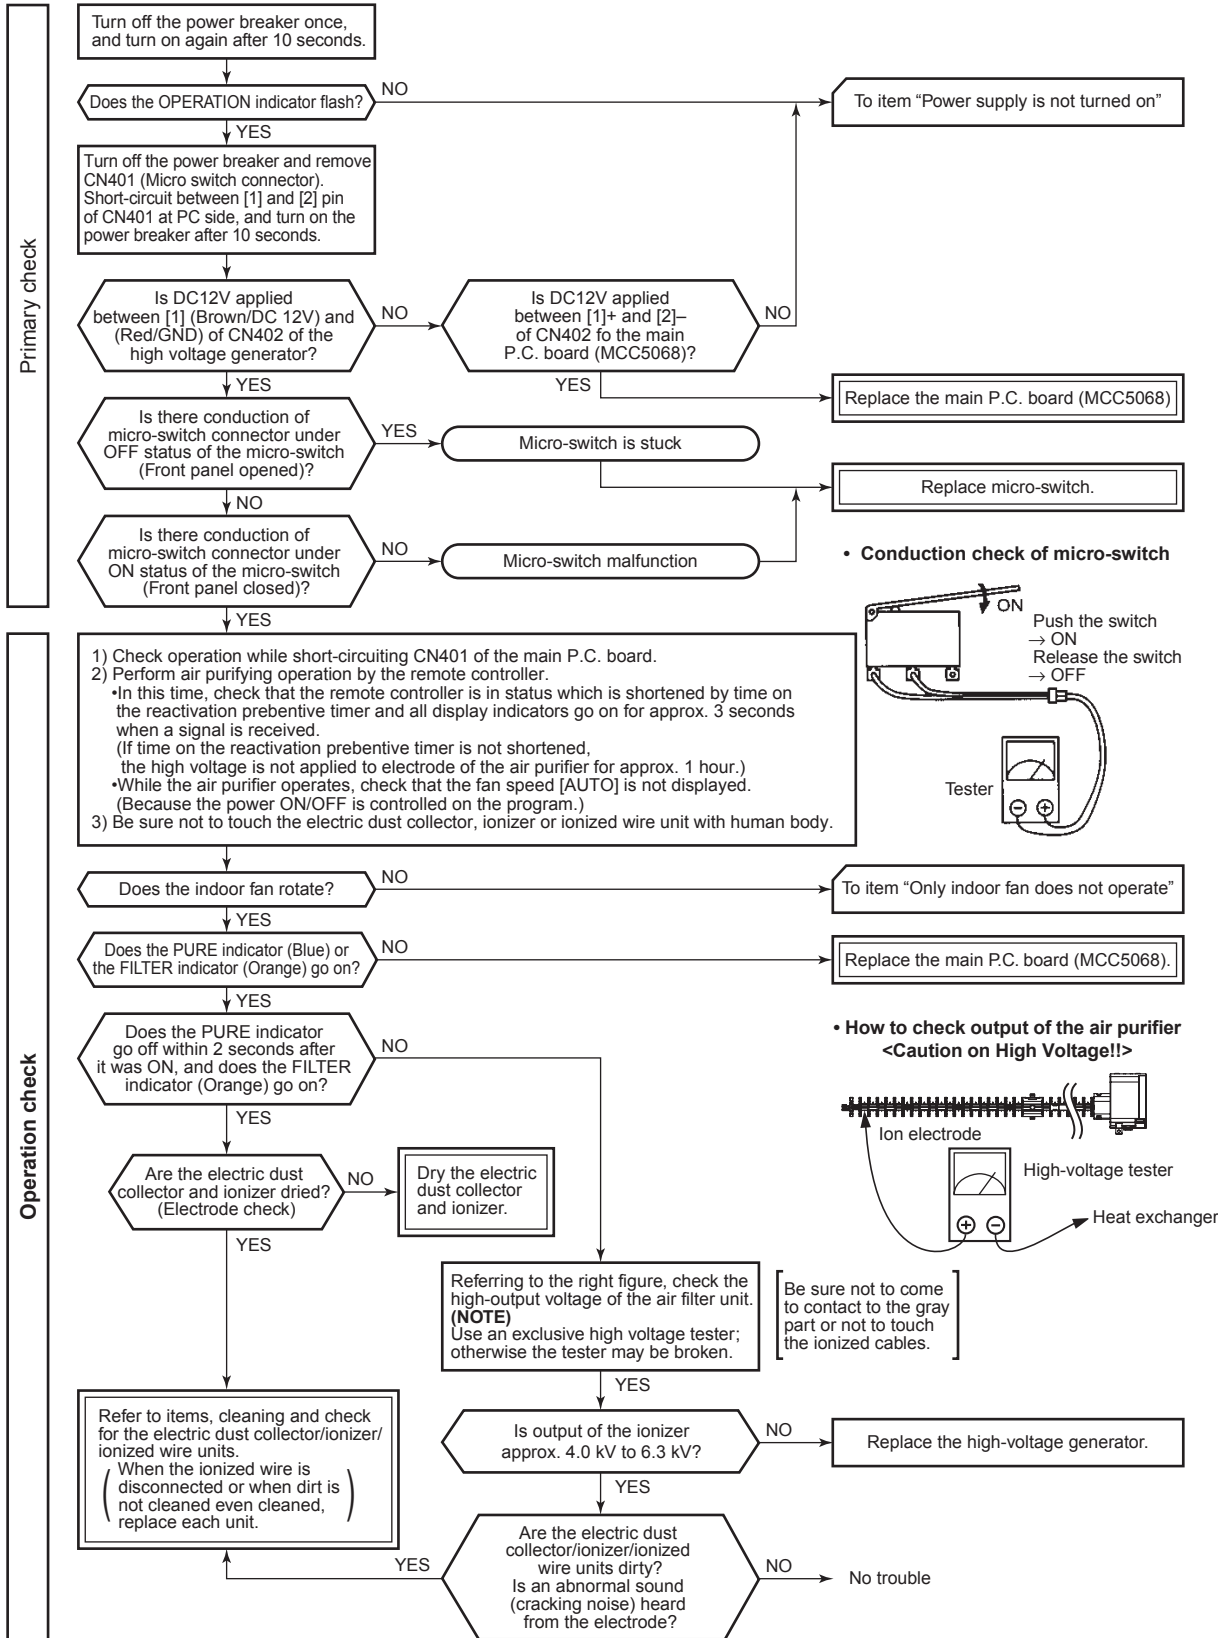 Primary check
Turn off the power breaker once,
and turn on again after 10 seconds.
Does the OPERATION indicator flash?
NO
To item “Power supply is not turned on”
YES
Turn off the power breaker and remove
CN401 (Micro switch connector).
Short-circuit between [1] and [2] pin
of CN401 at PC side, and turn on the
power breaker after 10 seconds.
Is DC12V applied
between [1] (Brown/DC 12V) and
(Red/GND) of CN402 of the
high voltage generator?
NO
Is DC12V applied
between [1]+ and [2]–
of CN402 fo the main
P.C. board (MCC5068)?
NO
YES
YES
Replace the main P.C. board (MCC5068)
Is there conduction of
micro-switch connector under
OFF status of the micro-switch
(Front panel opened)?
YES
Micro-switch is stuck
Replace micro-switch.
NO
Is there conduction of
micro-switch connector under
ON status of the micro-switch
(Front panel closed)?
NO
Micro-switch malfunction
YES
• Conduction check of micro-switch
ON
Push the switch
→ ON
Release the switch
→ OFF
Tester
− +
Operation check
1) Check operation while short-circuiting CN401 of the main P.C. board.
2) Perform air purifying operation by the remote controller.
•In this time, check that the remote controller is in status which is shortened by time on
the reactivation prebentive timer and all display indicators go on for approx. 3 seconds
when a signal is received.
(If time on the reactivation prebentive timer is not shortened,
the high voltage is not applied to electrode of the air purifier for approx. 1 hour.)
•While the air purifier operates, check that the fan speed [AUTO] is not displayed.
(Because the power ON/OFF is controlled on the program.)
3) Be sure not to touch the electric dust collector, ionizer or ionized wire unit with human body.
Does the indoor fan rotate?
NO
To item “Only indoor fan does not operate”
YES
Does the PURE indicator (Blue) or
the FILTER indicator (Orange) go on?
NO
Replace the main P.C. board (MCC5068).
YES
Does the PURE indicator
go off within 2 seconds after
it was ON, and does the FILTER
indicator (Orange) go on?
NO
YES
• How to check output of the air purifier
<Caution on High Voltage!!>
Ion electrode
High-voltage tester
+ −
Heat exchanger
Are the electric dust
collector and ionizer dried?
(Electrode check)
NO
Dry the electric
dust collector
and ionizer.
YES
Referring to the right figure, check the
high-output voltage of the air filter unit.
(NOTE)
Use an exclusive high voltage tester;
otherwise the tester may be broken.
Be sure not to come
to contact to the gray
part or not to touch
the ionized cables.
YES
Refer to items, cleaning and check
for the electric dust collector/ionizer/
ionized wire units.
(When the ionized wire is
disconnected or when dirt is
not cleaned even cleaned,
replace each unit.)
Is output of the ionizer
approx. 4.0 kV to 6.3 kV?
NO
Replace the high-voltage generator.
YES
Are the electric dust
collector/ionizer/ionized
wire units dirty?
Is an abnormal sound
(cracking noise) heard
from the electrode?
YES
NO
No trouble